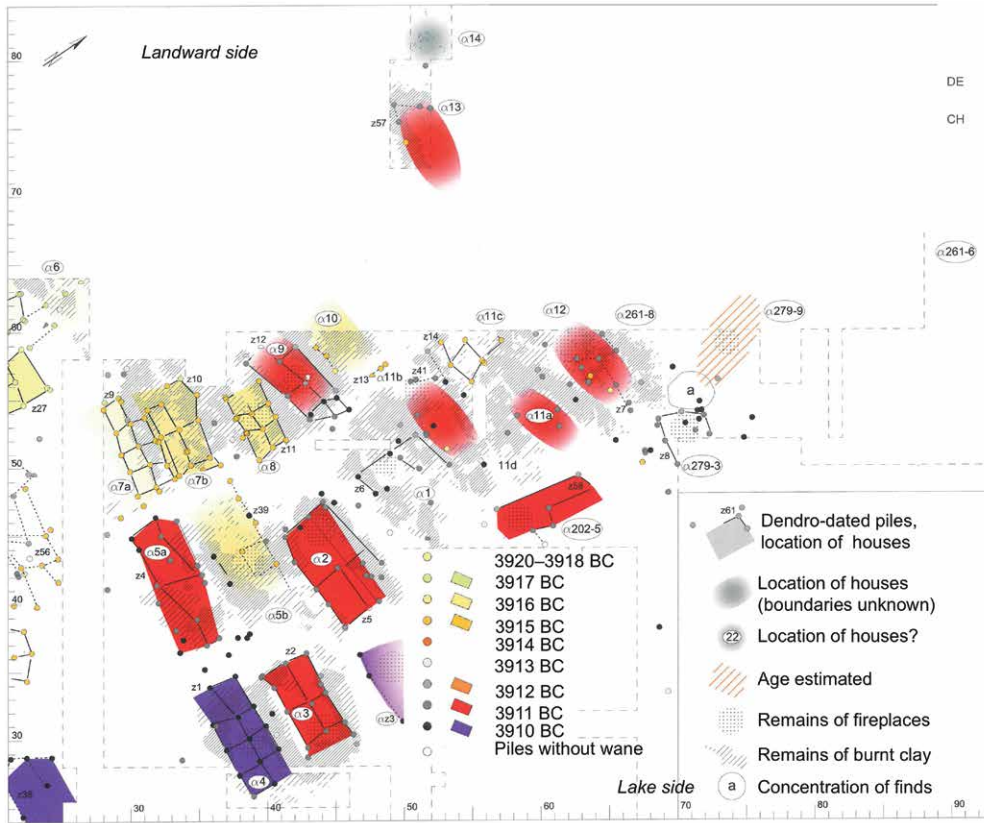 80
Landward side
α14
DE
α13
CH
z57
70
α261-6
α6
α10
α11c
α12
α261-8
α279-9
60
z12
z14
α9
z13
α11b
z41
a
z9
z10
z7
z27
α11a
z11
z8
α8
50
11d
α279-3
α7a
α7b
z6
α1
z58
z39
α202-5
z61
Dendro-dated piles,
location of houses
z56
α5a
α2
z4
3920–3918 BC
3917 BC
Location of houses
(boundaries unknown)
40
3916 BC
α5b
z5
3915 BC
22
Location of houses?
3914 BC
z2
3913 BC
Age estimated
z1
3912 BC
α3
αz3
3911 BC
Remains of fireplaces
30
3910 BC
Piles without wane
Remains of burnt clay
α4
Lake side
a
Concentration of finds
z38
30
40
50
60
70
80
90